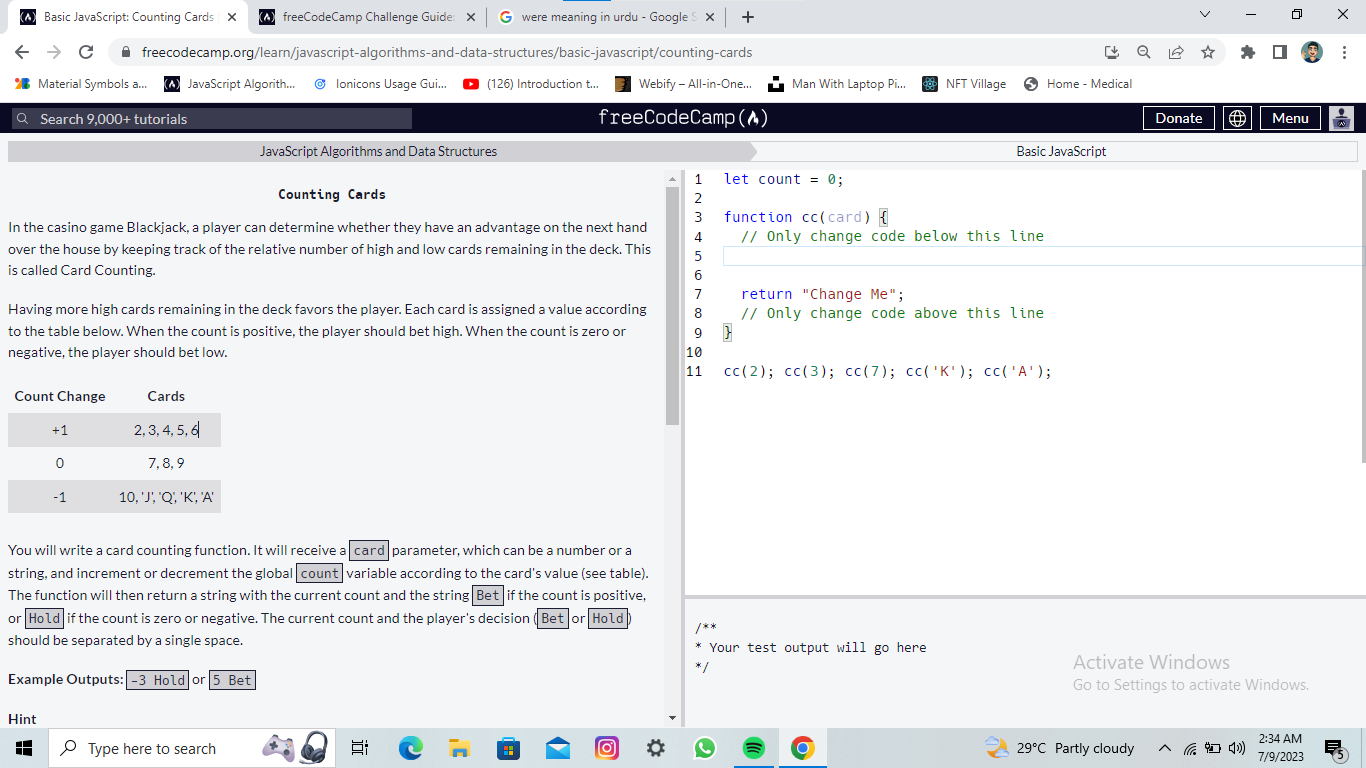 Basic JavaScript: Counting Cards
freeCodeCamp Challenge Guide:
were meaning in urdu - Google S
freecodecamp.org/learn/javascript-algorithms-and-data-structures/basic-javascript/counting-cards
Material Symbols a... JavaScript Algorith... Ionicons Usage Gui... (126) Introduction t... Webify – All-in-One... Man With Laptop Pi... NFT Village Home - Medical
Search 9,000+ tutorials
freeCodeCamp
Donate
Menu
JavaScript Algorithms and Data Structures
Basic JavaScript
Counting Cards
In the casino game Blackjack, a player can determine whether they have an advantage on the next hand
over the house by keeping track of the relative number of high and low cards remaining in the deck. This
is called Card Counting.
Having more high cards remaining in the deck favors the player. Each card is assigned a value according
to the table below. When the count is positive, the player should bet high. When the count is zero or
negative, the player should bet low.
Count Change Cards
+1 2, 3, 4, 5, 6
0 7, 8, 9
-1 10, 'J', 'Q', 'K', 'A'
You will write a card counting function. It will receive a card parameter, which can be a number or a
string, and increment or decrement the global count variable according to the card's value (see table).
The function will then return a string with the current count and the string Bet if the count is positive,
or Hold if the count is zero or negative. The current count and the player's decision (Bet or Hold)
should be separated by a single space.
Example Outputs: -3 Hold or 5 Bet
Hint
1 let count = 0;
2
3 function cc(card) {
4 // Only change code below this line
5
6
7 return "Change Me";
8 // Only change code above this line
9 }
10
11 cc(2); cc(3); cc(7); cc('K'); cc('A');
/**
* Your test output will go here
*/
Activate Windows
Go to Settings to activate Windows.
Type here to search
29°C Partly cloudy
2:34 AM
7/9/2023
5